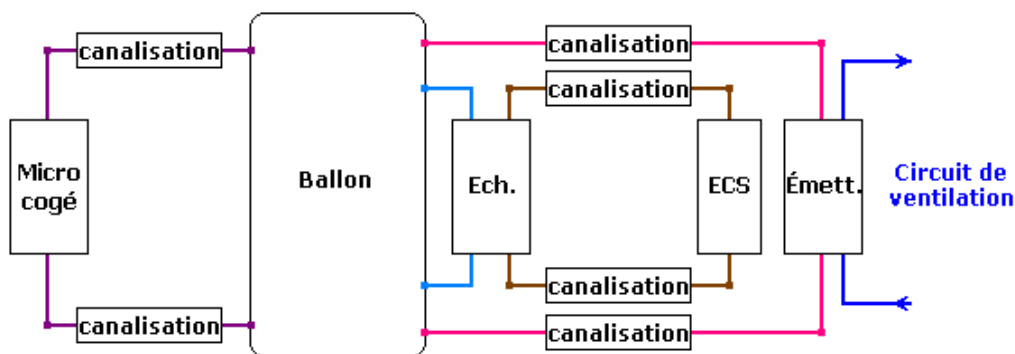 canalisation
canalisation
canalisation
Micro
cogé
Ballon
Ech.
ECS
Émett.
Circuit de
ventilation
canalisation
canalisation
canalisation